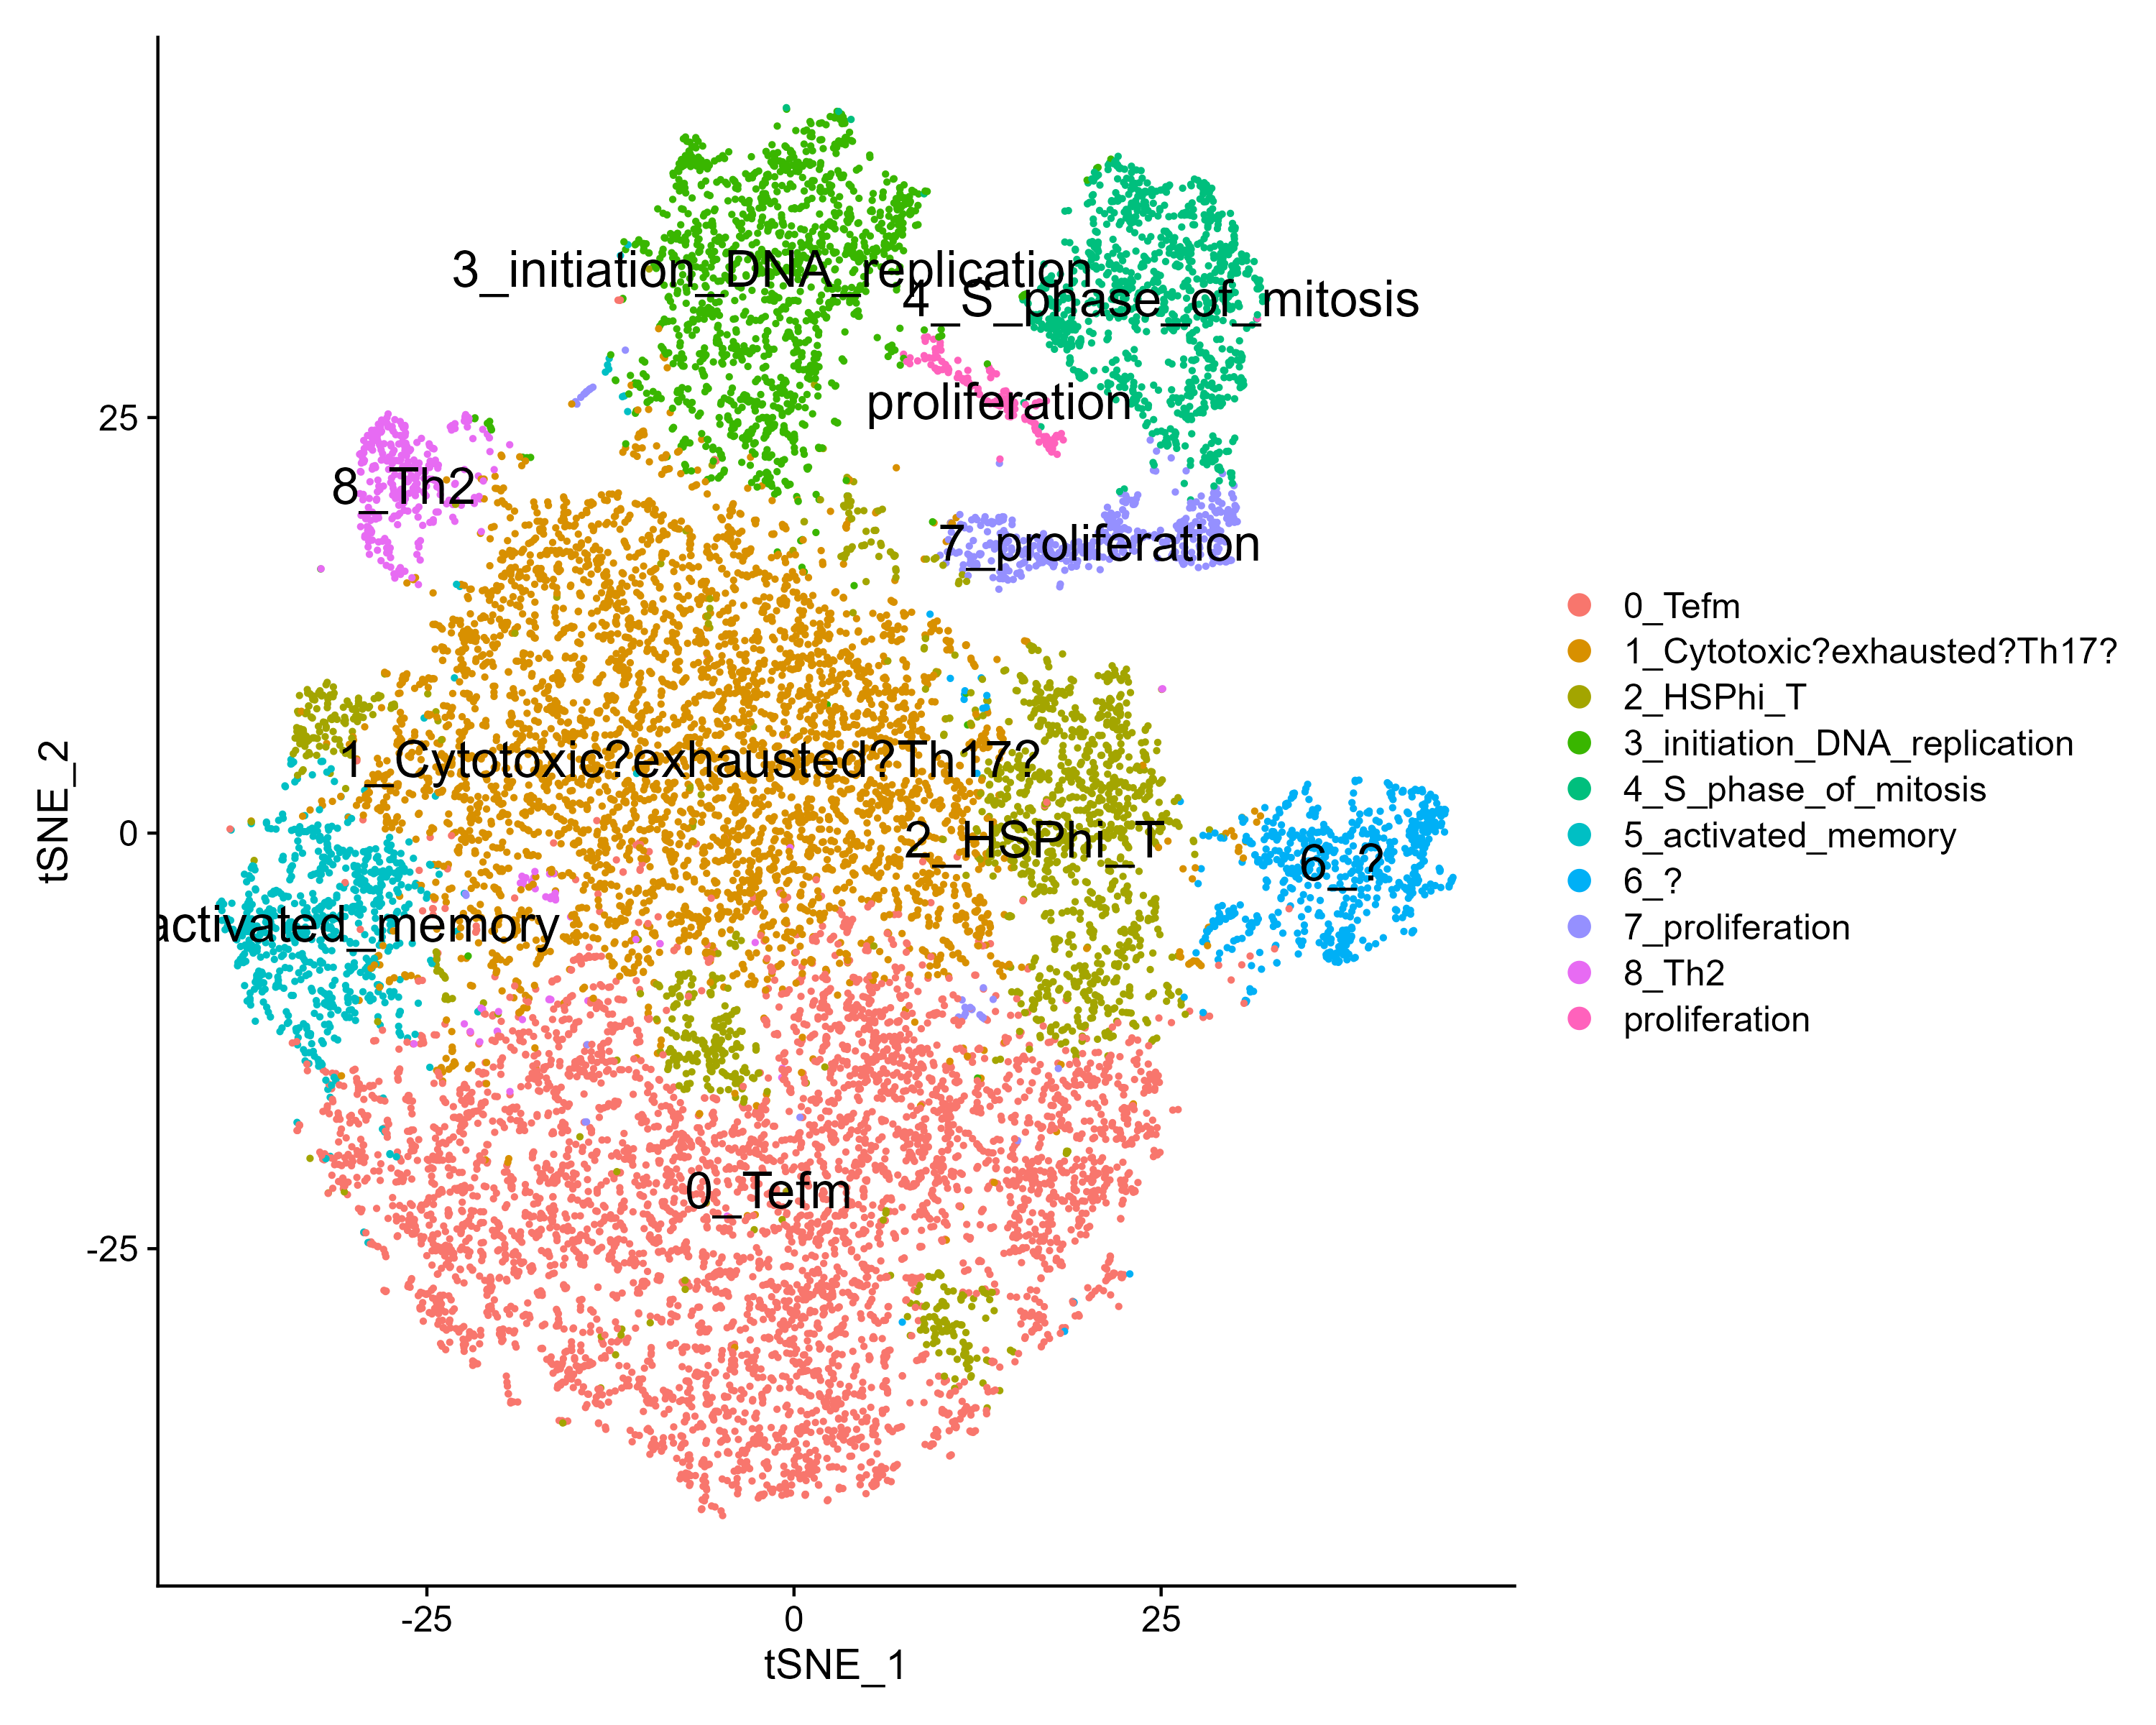 3_initiation_DNA_replication
4_S_phase_of_mitosis
proliferation
8_Th2
7_proliferation
1_Cytotoxic?exhausted?Th17?
2_HSPhi_T
6_?
activated_memory
0_Tefm
25
0
-25
tSNE_2
-25
0
25
tSNE_1
0_Tefm
1_Cytotoxic?exhausted?Th17?
2_HSPhi_T
3_initiation_DNA_replication
4_S_phase_of_mitosis
5_activated_memory
6_?
7_proliferation
8_Th2
proliferation